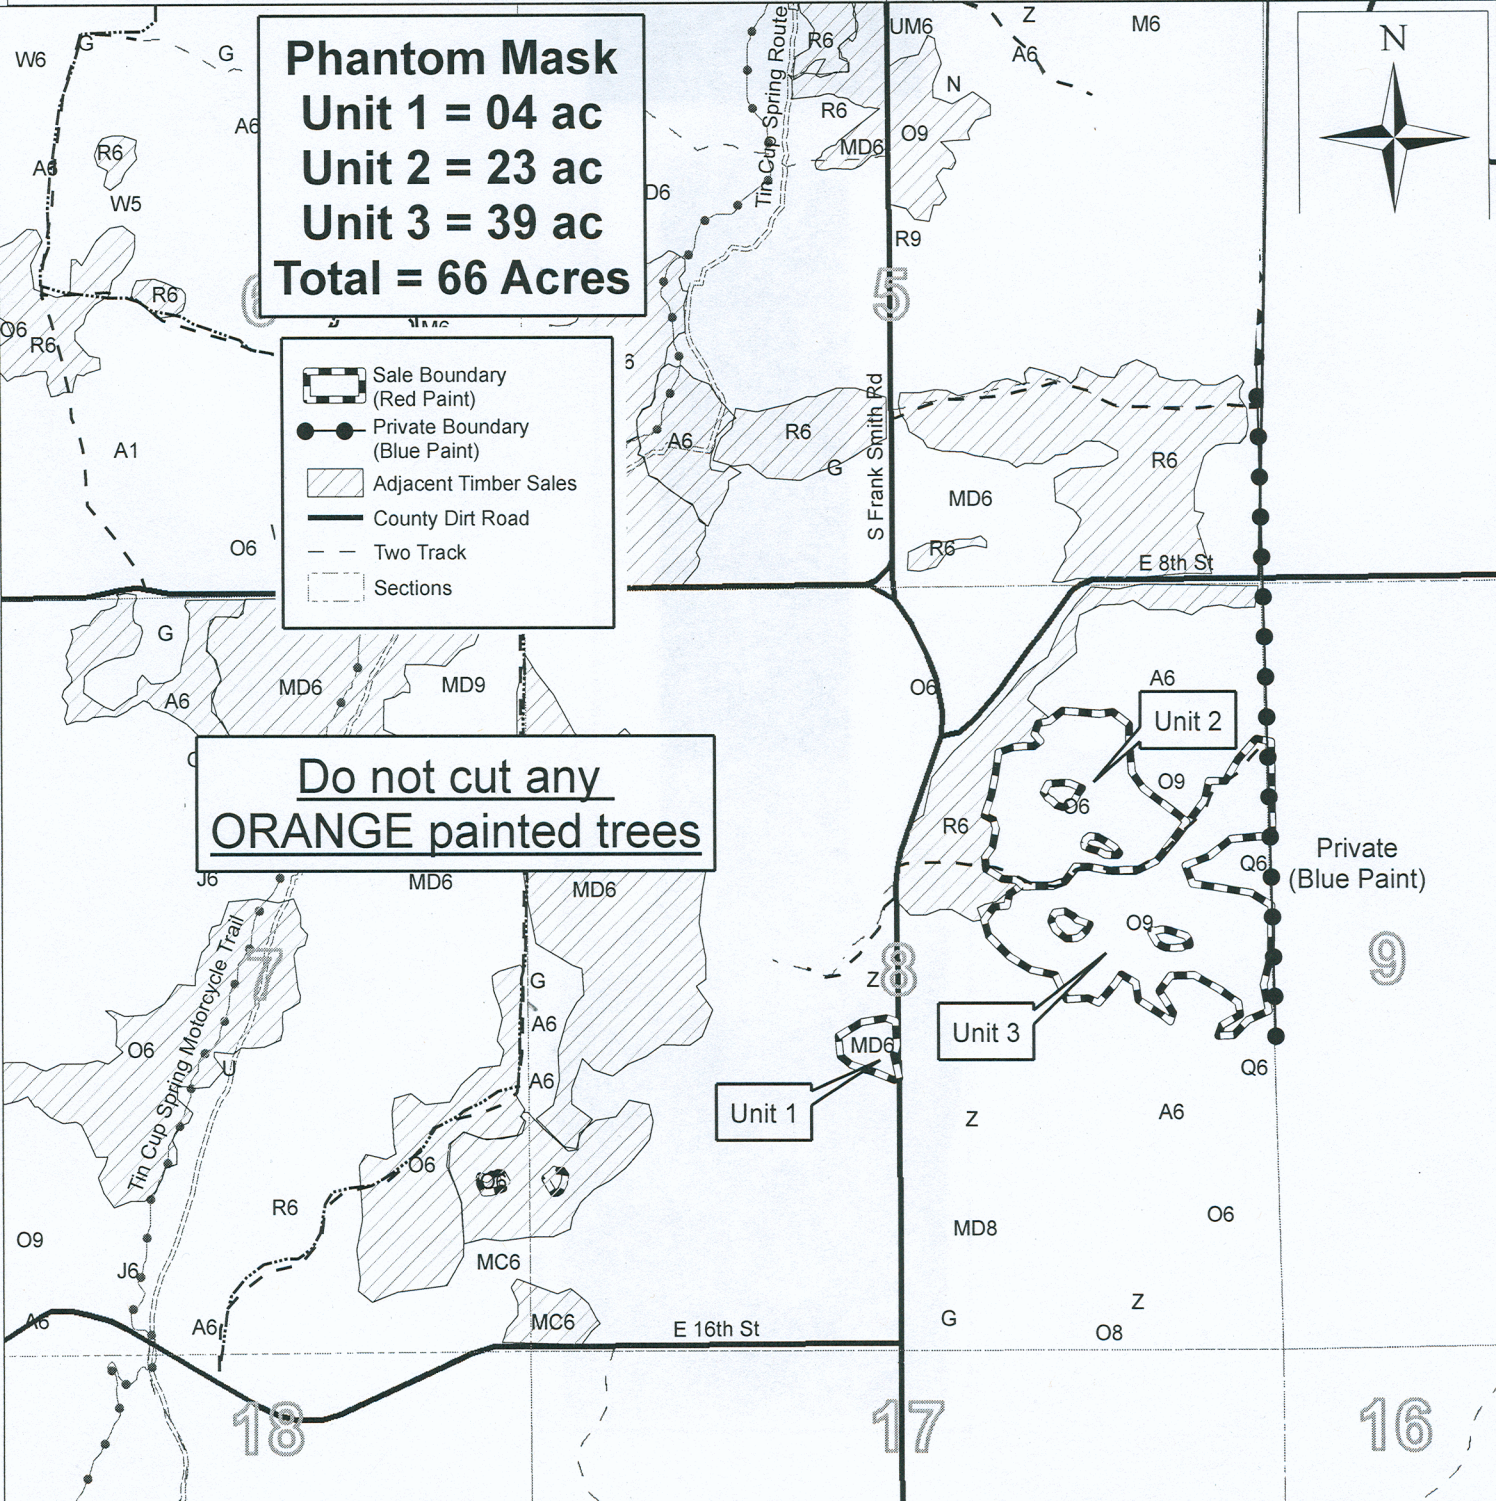 Phantom Mask
Unit 1 = 04 ac
Unit 2 = 23 ac
Unit 3 = 39 ac
Total = 66 Acres
N
W6
G
G
A6
A6
R6
W5
R6
O6
R6
A1
O6
6
M6
D6
Tin Cup Spring Route
R6
R6
MD6
UM6
N
O9
R9
Z
A6
M6
5
S Frank Smith Rd
R6
G
A6
MD6
R6
R6
E 8th St
Sale Boundary
(Red Paint)
Private Boundary
(Blue Paint)
Adjacent Timber Sales
County Dirt Road
Two Track
Sections
G
A6
MD6
MD9
O6
A6
Unit 2
O9
O6
R6
Q6
Private
(Blue Paint)
Do not cut any
ORANGE painted trees
J6
MD6
MD6
Tin Cup Spring Motorcycle Trail
7
G
A6
A6
O6
U
8
Z
9
O9
Unit 3
MD6
Unit 1
Q6
Z
A6
O6
O6
R6
O9
J6
MC6
MC6
MD8
O6
Z
G
O8
A6
A6
E 16th St
18
17
16